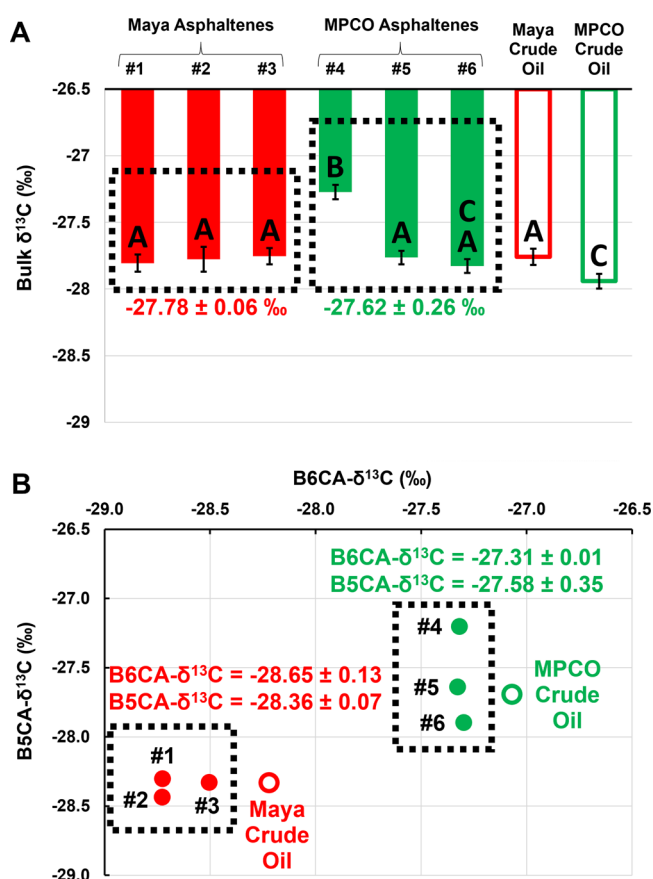 A
Maya Asphaltenes
MPCO Asphaltenes
Maya Crude Oil
MPCO Crude Oil
#1 #2 #3 #4 #5 #6
-26.5
-27
-27.5
-28
-28.5
-29
Bulk δ¹³C (‰)
A A A B A C A A C
-27.78 ± 0.06 ‰
-27.62 ± 0.26 ‰
B
B6CA-δ¹³C (‰)
-29.0 -28.5 -28.0 -27.5 -27.0 -26.5
-26.5
-27.0
-27.5
-28.0
-28.5
-29.0
B5CA-δ¹³C (‰)
B6CA-δ¹³C = -27.31 ± 0.01
B5CA-δ¹³C = -27.58 ± 0.35
#4
#5
#6
MPCO
Crude
Oil
B6CA-δ¹³C = -28.65 ± 0.13
B5CA-δ¹³C = -28.36 ± 0.07
#1
#2
#3
Maya
Crude
Oil